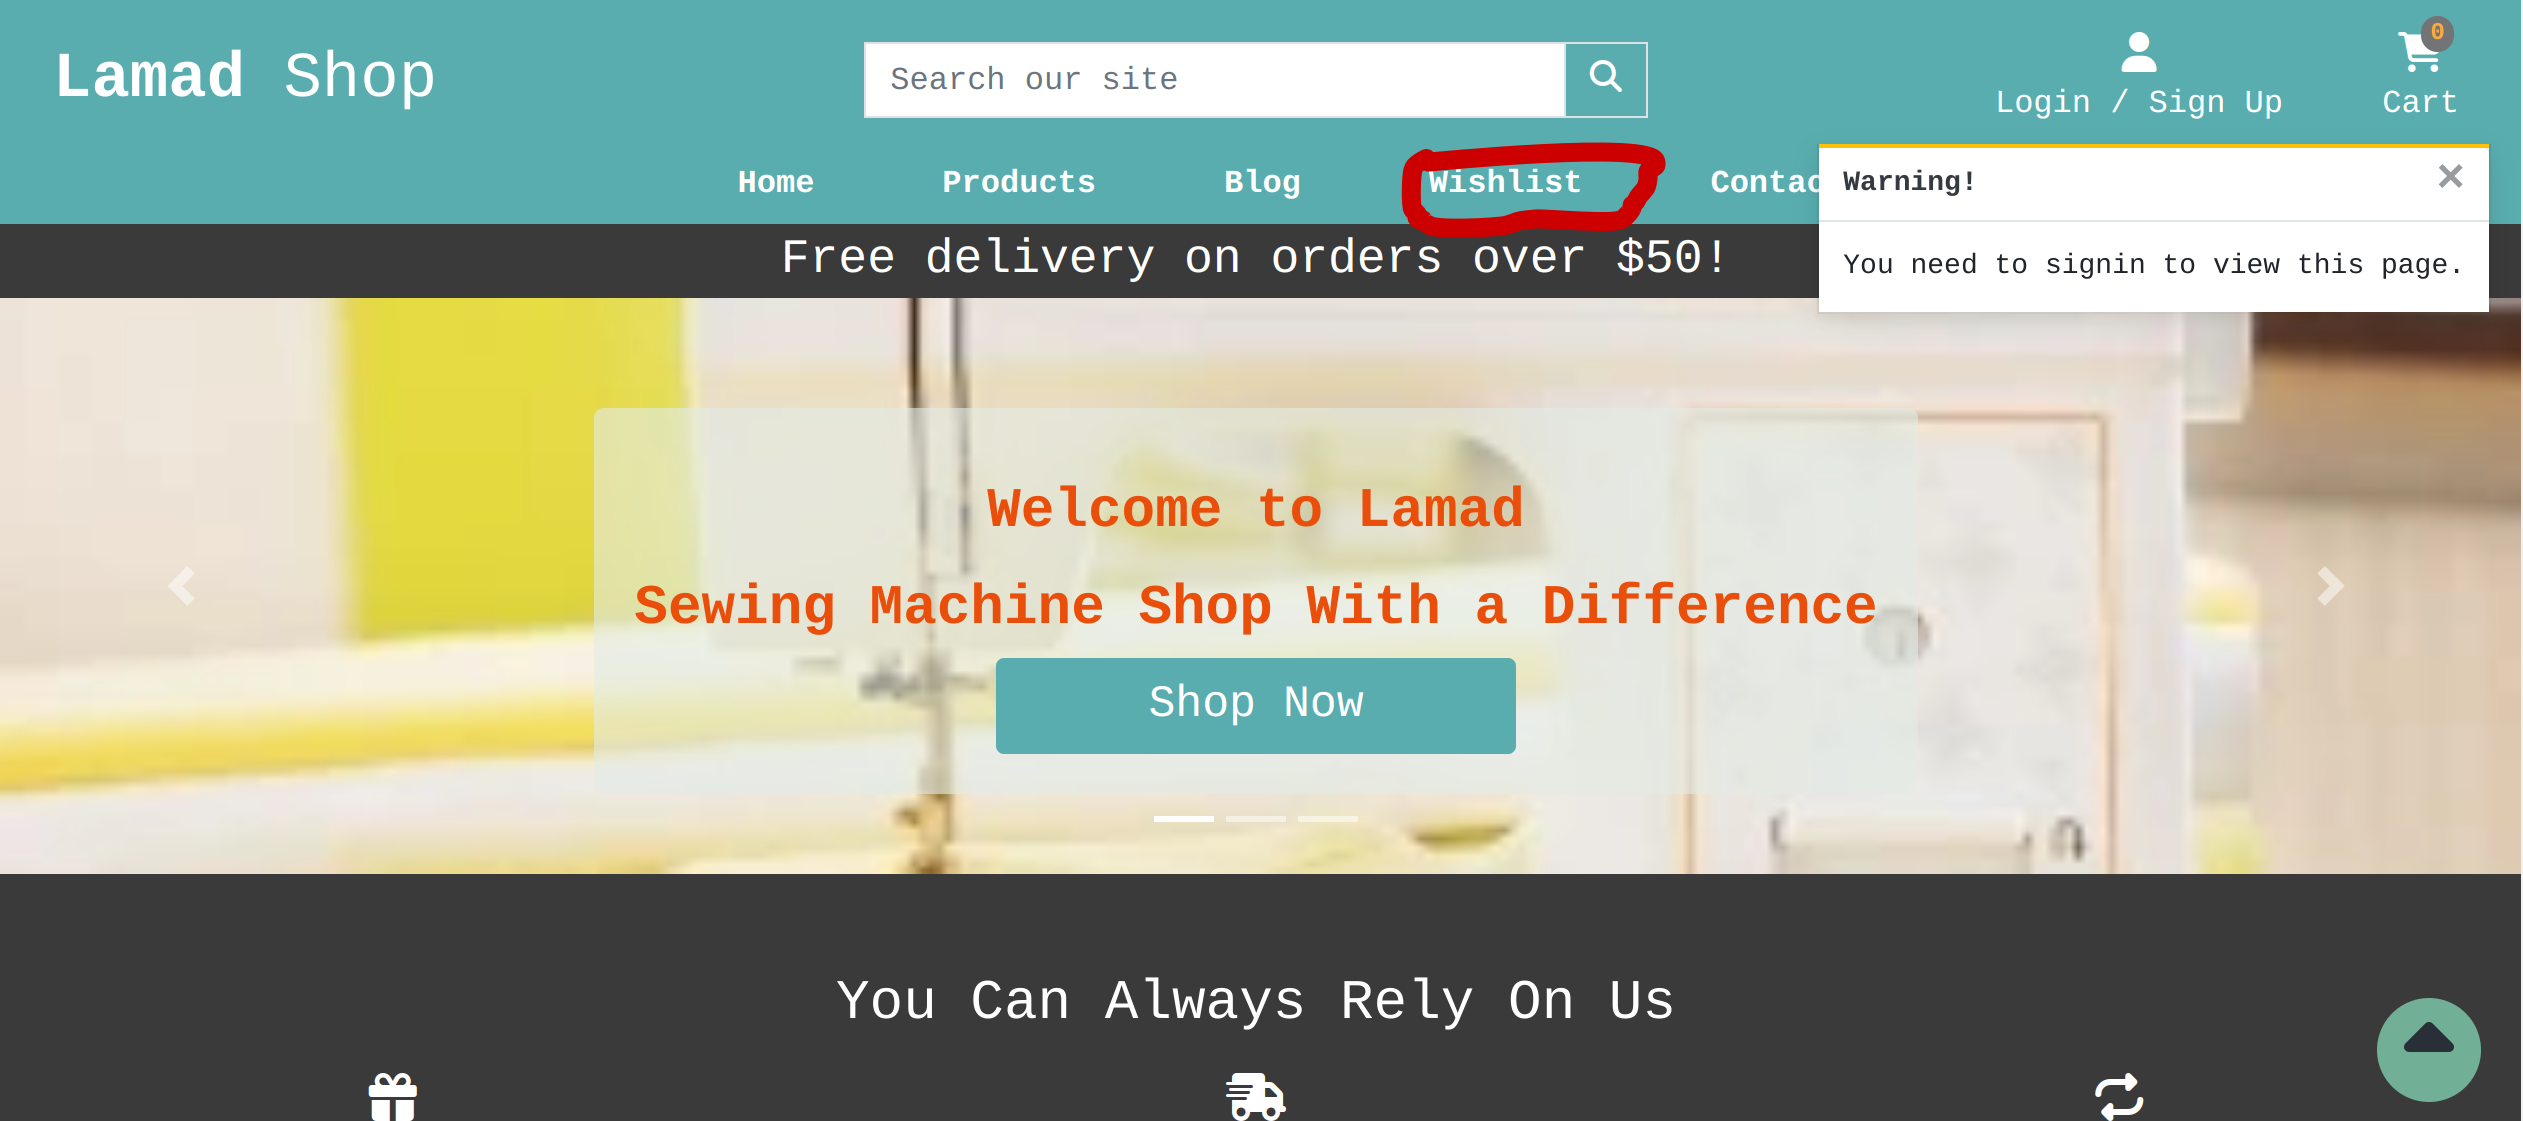 Lamad Shop
Search our site
Login / Sign Up
0
Cart
Home Products Blog Wishlist Contac
Warning!
You need to signin to view this page.
Free delivery on orders over $50!
Welcome to Lamad
Sewing Machine Shop With a Difference
Shop Now
You Can Always Rely On Us